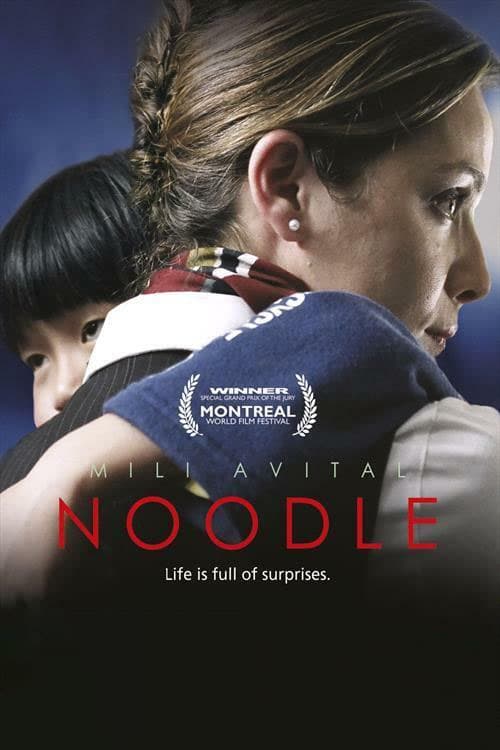 WINNER
SPECIAL GRAND PRIX OF THE JURY
MONTREAL
WORLD FILM FESTIVAL
MILI AVITAL
NOODLE
Life is full of surprises.